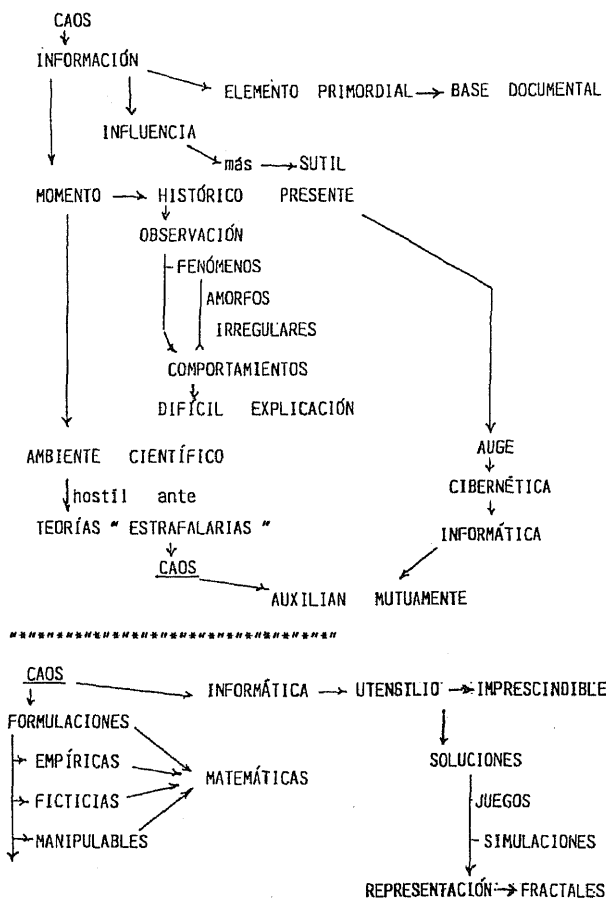 CAOS
INFORMACIÓN
ELEMENTO PRIMORDIAL BASE DOCUMENTAL
INFLUENCIA
más SUTIL
MOMENTO HISTÓRICO PRESENTE
OBSERVACIÓN
FENÓMENOS
AMORFOS
IRREGULARES
COMPORTAMIENTOS
DIFÍCIL EXPLICACIÓN
AMBIENTE CIENTÍFICO
AUGE
CIBERNÉTICA
hostil ante
TEORÍAS " ESTRAFALARIAS "
INFORMÁTICA
CAOS
AUXILIAN MUTUAMENTE
"*"*"*"*"*"*"*"*"*"*"*"*"*"*"*"*"*"*"
CAOS
INFORMÁTICA UTENSILIO IMPRESCINDIBLE
FORMULACIONES
EMPÍRICAS
SOLUCIONES
MATEMÁTICAS
FICTICIAS
JUEGOS
MANIPULABLES
SIMULACIONES
REPRESENTACIÓN FRACTALES